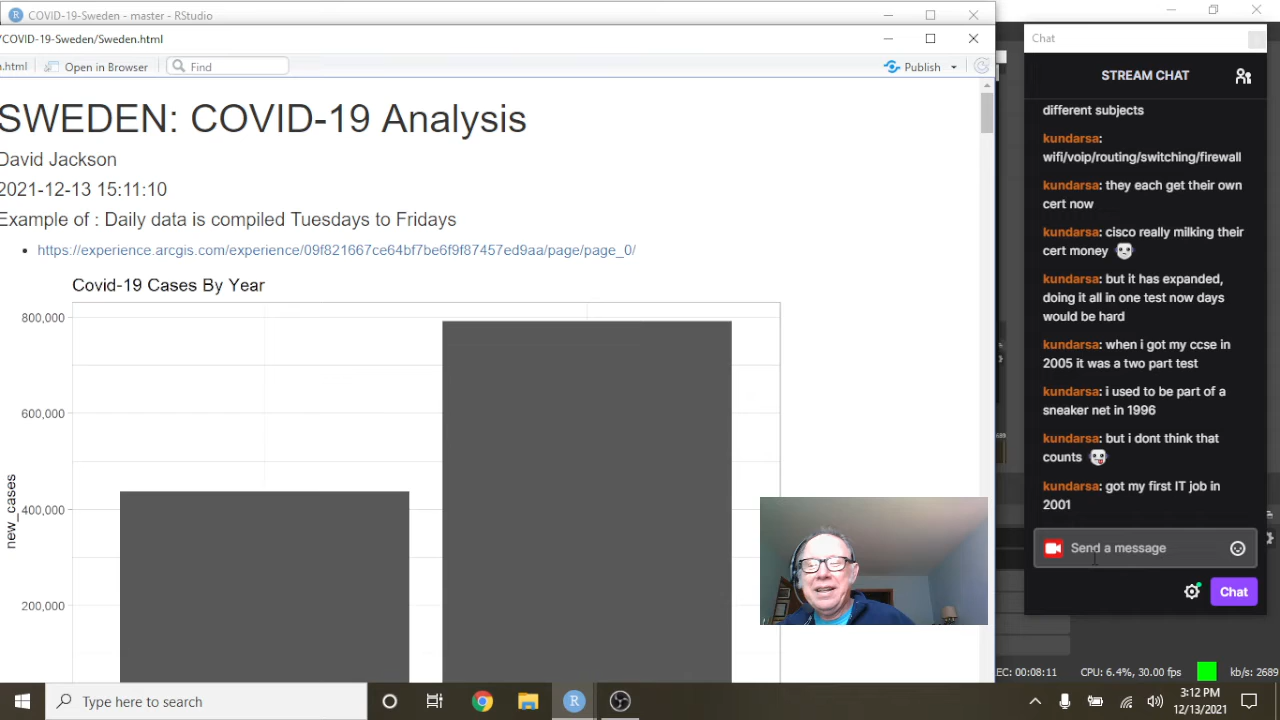 COVID-19-Sweden - master - RStudio
/COVID-19-Sweden/Sweden.html
n.html
Open in Browser
Find
Publish
SWEDEN: COVID-19 Analysis
David Jackson
2021-12-13 15:11:10
Example of : Daily data is compiled Tuesdays to Fridays
https://experience.arcgis.com/experience/09f821667ce64bf7be6f9f87457ed9aa/page/page_0/
Covid-19 Cases By Year
800,000
600,000
400,000
200,000
new_cases
Chat
STREAM CHAT
different subjects
kundarsa:
wifi/voip/routing/switching/firewall
kundarsa: they each get their own
cert now
kundarsa: cisco really milking their
cert money
kundarsa: but it has expanded,
doing it all in one test now days
would be hard
kundarsa: when i got my ccse in
2005 it was a two part test
kundarsa: i used to be part of a
sneaker net in 1996
kundarsa: but i dont think that
counts
kundarsa: got my first IT job in
2001
Send a message
Chat
EC: 00:08:11
CPU: 6.4%, 30.00 fps
kb/s: 2689
Type here to search
3:12 PM
12/13/2021